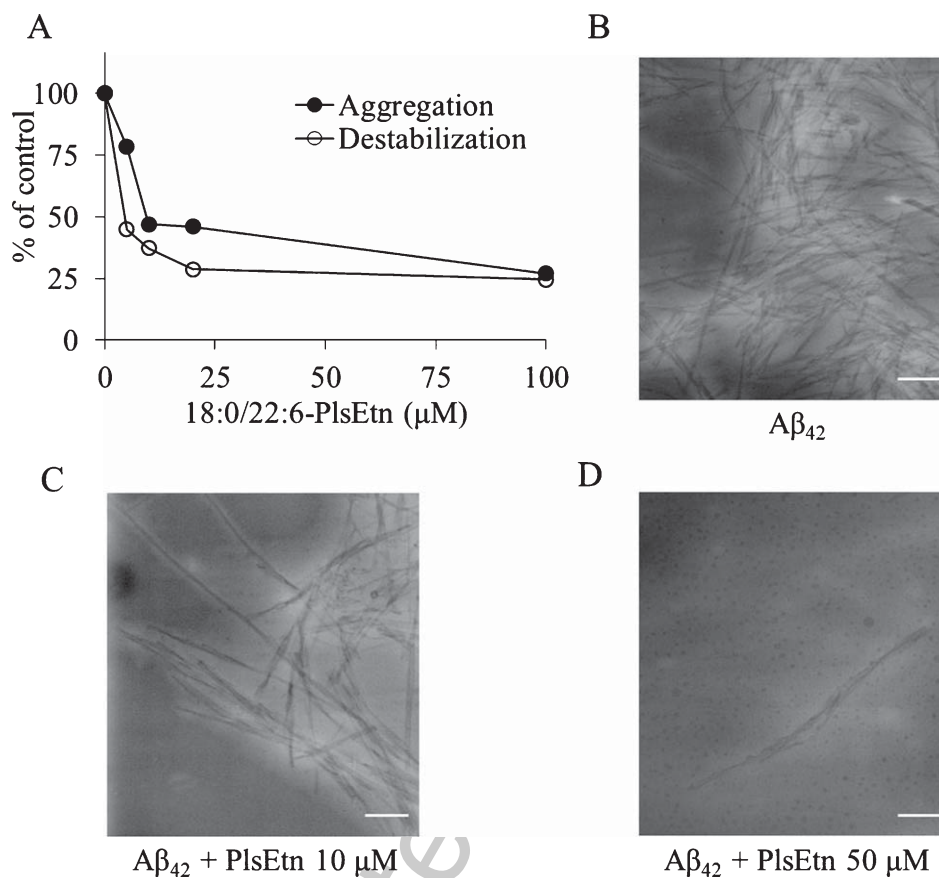 A
B
100
75
50
25
0
% of control
Aggregation
Destabilization
0 25 50 75 100
18:0/22:6-PlsEtn (μM)
Aβ₄₂
C
D
Aβ₄₂ + PlsEtn 10 μM
Aβ₄₂ + PlsEtn 50 μM